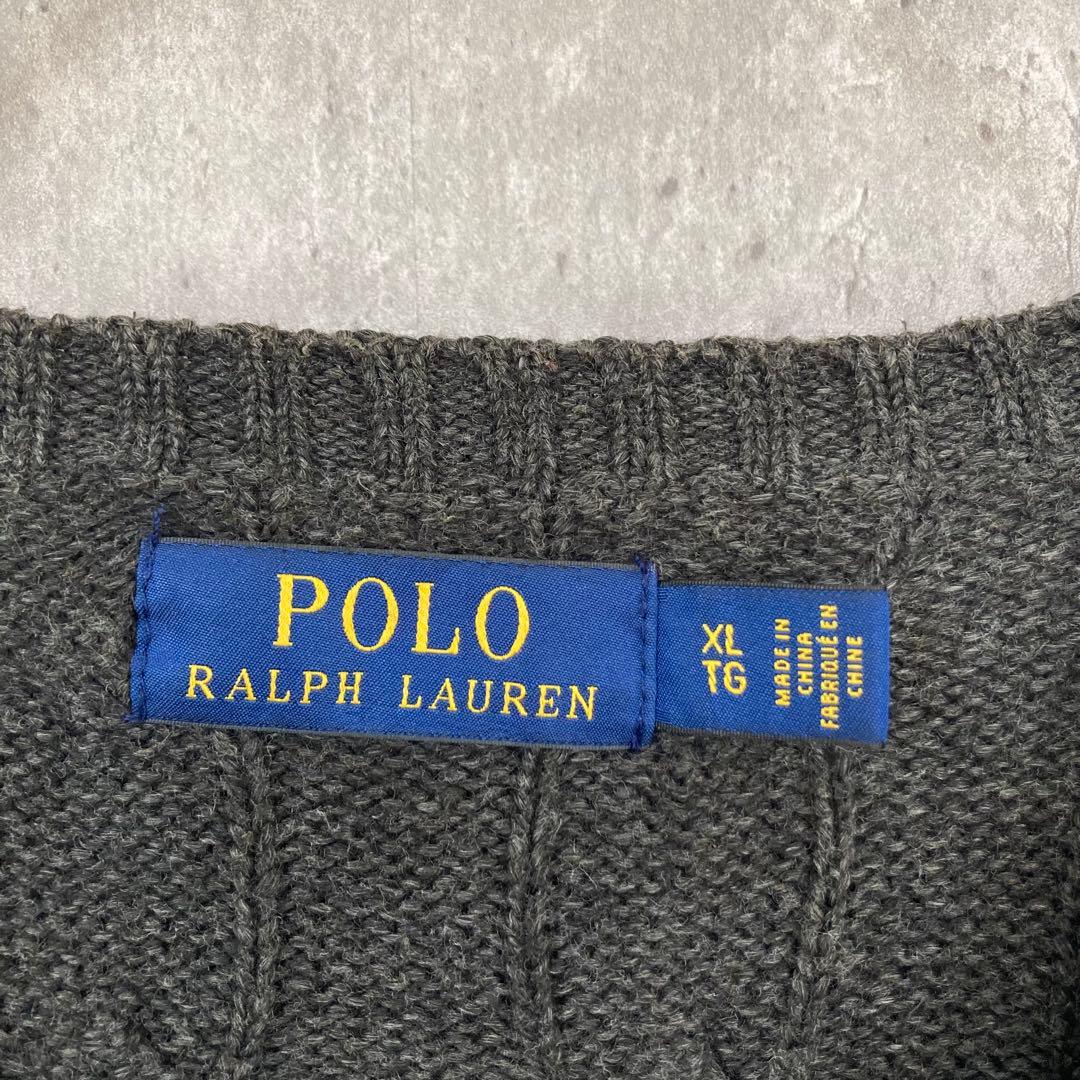 POLO
RALPH LAUREN
XL
TG
MADE IN
CHINA
FABRIQUÉ EN
CHINE